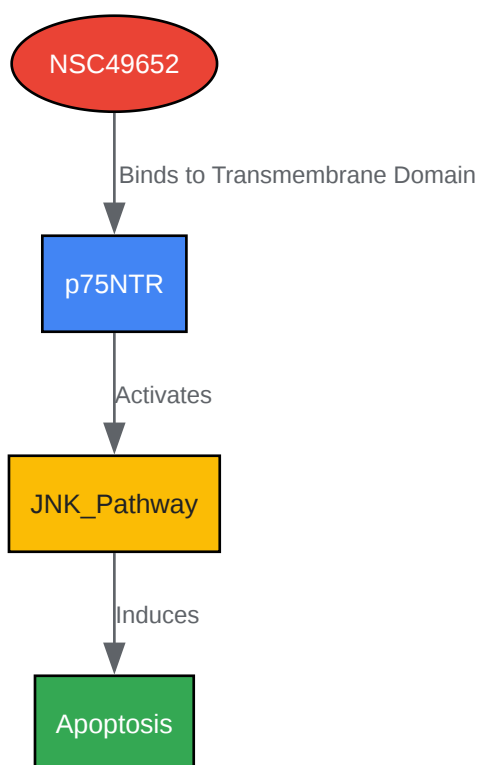 NSC49652
Binds to Transmembrane Domain
p75NTR
Activates
JNK_Pathway
Induces
Apoptosis